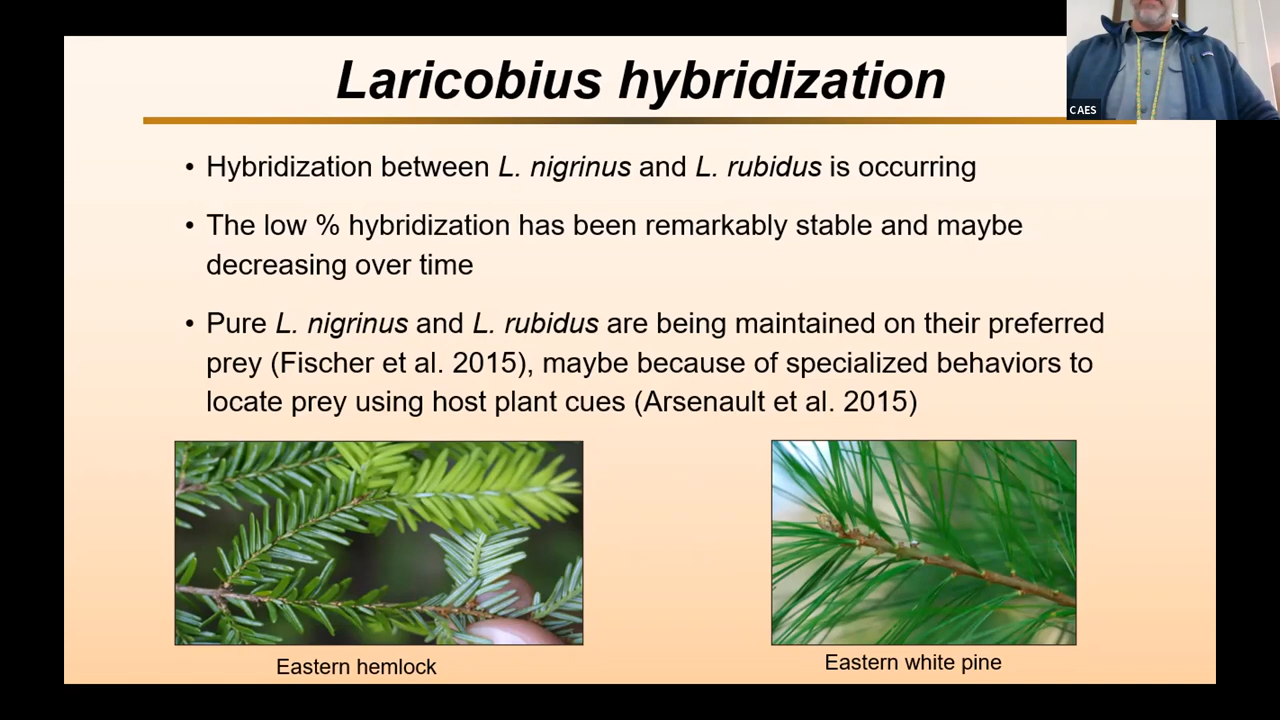 Laricobius hybridization
CAES
• Hybridization between L. nigrinus and L. rubidus is occurring
• The low % hybridization has been remarkably stable and maybe
decreasing over time
• Pure L. nigrinus and L. rubidus are being maintained on their preferred
prey (Fischer et al. 2015), maybe because of specialized behaviors to
locate prey using host plant cues (Arsenault et al. 2015)
Eastern hemlock
Eastern white pine